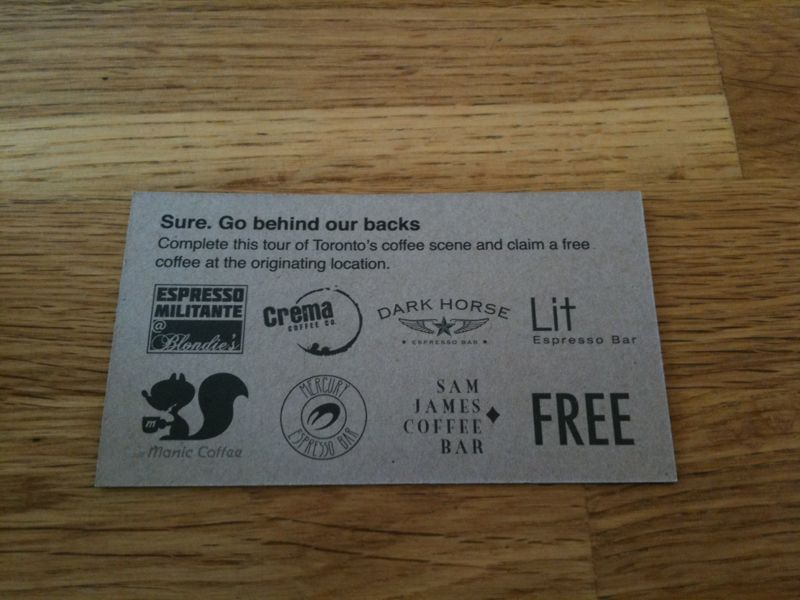 Sure. Go behind our backs
Complete this tour of Toronto's coffee scene and claim a free
coffee at the originating location.
ESPRESSO
MILITANTE
@
Blondie's
Crema
COFFEE CO.
DARK HORSE
ESPRESSO BAR
Lit
Espresso Bar
m
Manic Coffee
MERCURY
ESPRESSO BAR
SAM
JAMES
COFFEE
BAR
FREE